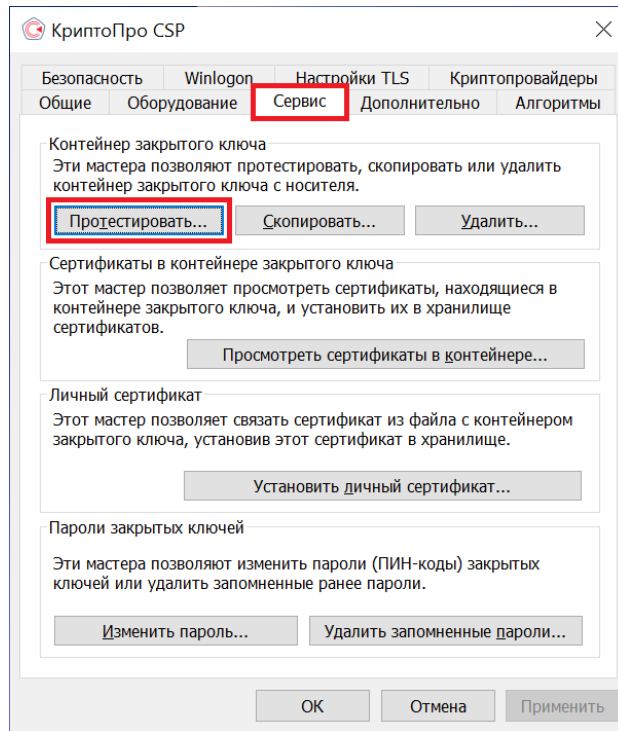 КриптоПро CSP
Безопасность Winlogon Настройки TLS Криптопровайдеры
Общие Оборудование Сервис Дополнительно Алгоритмы
Контейнер закрытого ключа
Эти мастера позволяют протестировать, скопировать или удалить
контейнер закрытого ключа с носителя.
Протестировать... Скопировать... Удалить...
Сертификаты в контейнере закрытого ключа
Этот мастер позволяет просмотреть сертификаты, находящиеся в
контейнере закрытого ключа, и установить их в хранилище
сертификатов.
Просмотреть сертификаты в контейнере...
Личный сертификат
Этот мастер позволяет связать сертификат из файла с контейнером
закрытого ключа, установив этот сертификат в хранилище.
Установить личный сертификат...
Пароли закрытых ключей
Эти мастера позволяют изменить пароли (ПИН-коды) закрытых
ключей или удалить запомненные ранее пароли.
Изменить пароль... Удалить запомненные пароли...
ОК Отмена Применить